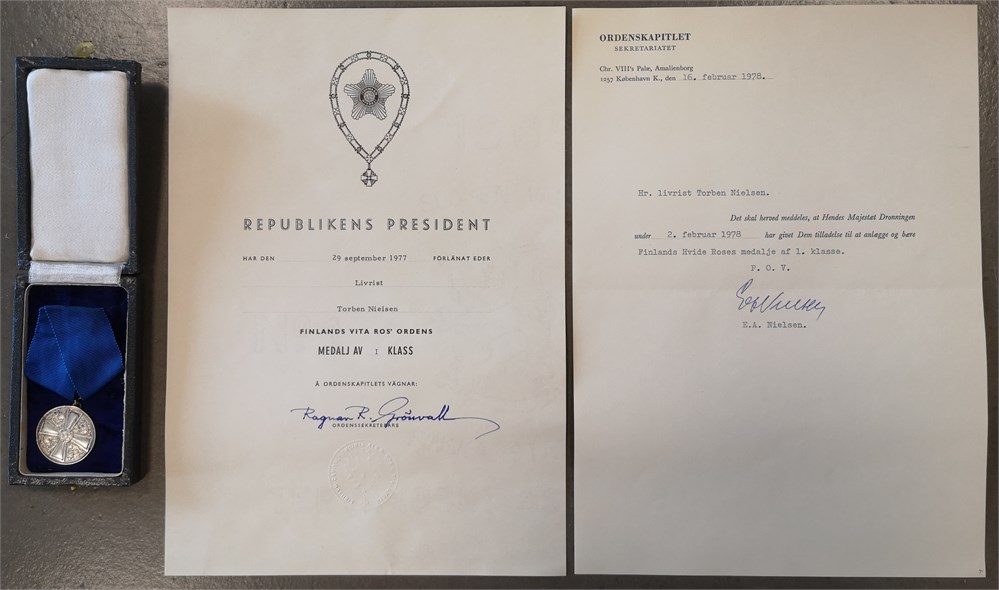 REPUBLIKENS PRESIDENT
HAR DEN 29 september 1977 FÖRLÄNAT EDER
Livrist
Torben Nielsen
FINLANDS VITA ROS' ORDENS
MEDALJ AV I KLASS
Å ORDENSKAPITLETS VÄGNAR:
Ragnar R. Grönvall
ORDENSSEKRETERARE
ORDENSKAPITLET
SEKRETARIATET
Chr. VIII's Palæ, Amalienborg
1257 København K., den 16. februar 1978.
Hr. livrist Torben Nielsen.
Det skal herved meddeles, at Hendes Majestæt Dronningen
under 2. februar 1978 har givet Dem tilladelse til at anlægge og bære
Finlands Hvide Roses medalje af 1. klasse.
P. O. V.
E.A. Nielsen.